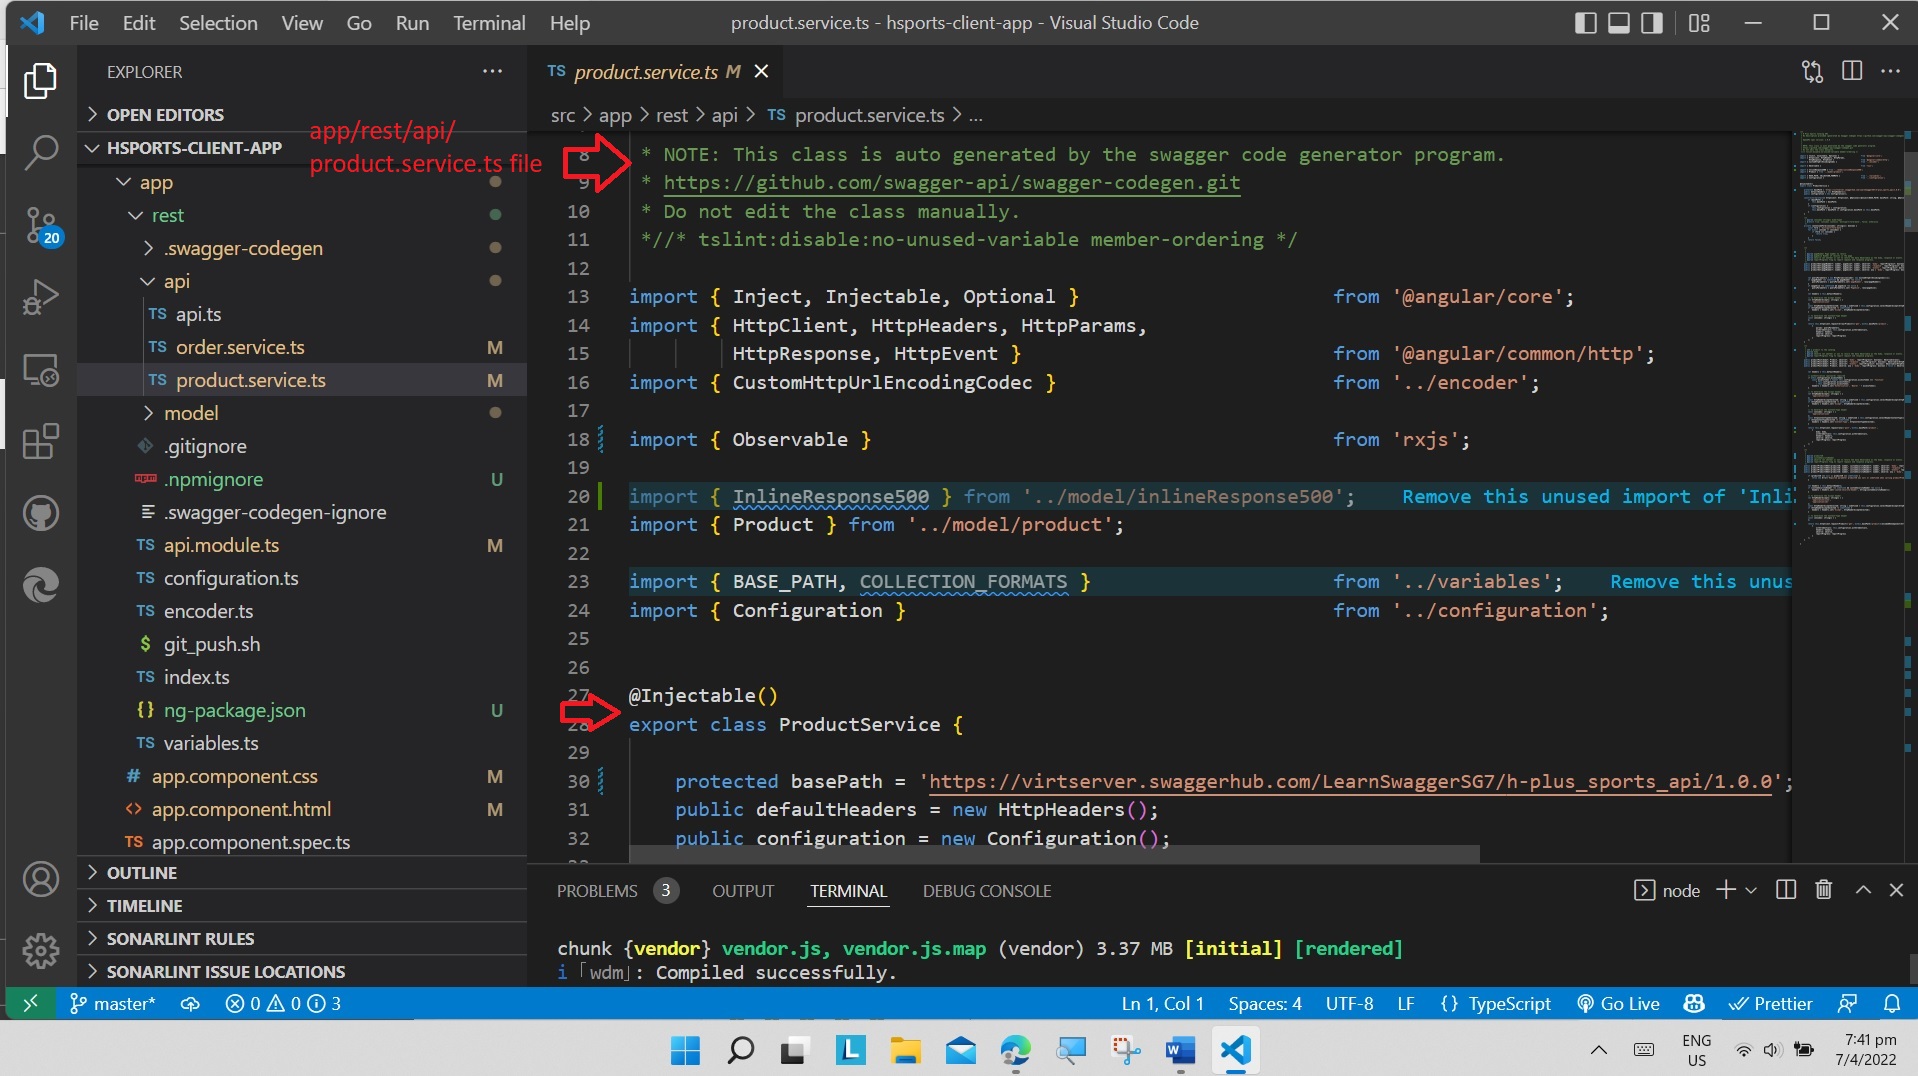 File Edit Selection View Go Run Terminal Help
product.service.ts - hsports-client-app - Visual Studio Code
EXPLORER
OPEN EDITORS
HSPORTS-CLIENT-APP
app/rest/api/
product.service.ts file
app
rest
.swagger-codegen
api
TS api.ts
TS order.service.ts M
TS product.service.ts M
model
.gitignore
npm .npmignore U
.swagger-codegen-ignore
TS api.module.ts M
TS configuration.ts
TS encoder.ts
$ git_push.sh
TS index.ts
{} ng-package.json U
TS variables.ts
# app.component.css M
<> app.component.html M
TS app.component.spec.ts
OUTLINE
TIMELINE
SONARLINT RULES
SONARLINT ISSUE LOCATIONS
20
TS product.service.ts M
src > app > rest > api > TS product.service.ts > ...
8 * NOTE: This class is auto generated by the swagger code generator program.
9 * https://github.com/swagger-api/swagger-codegen.git
10 * Do not edit the class manually.
11 *//* tslint:disable:no-unused-variable member-ordering */
12
13 import { Inject, Injectable, Optional } from '@angular/core';
14 import { HttpClient, HttpHeaders, HttpParams,
15 HttpResponse, HttpEvent } from '@angular/common/http';
16 import { CustomHttpUrlEncodingCodec } from '../encoder';
17
18 import { Observable } from 'rxjs';
19
20 import { InlineResponse500 } from '../model/inlineResponse500'; Remove this unused import of 'Inli
21 import { Product } from '../model/product';
22
23 import { BASE_PATH, COLLECTION_FORMATS } from '../variables'; Remove this unus
24 import { Configuration } from '../configuration';
25
26
27 @Injectable()
28 export class ProductService {
29
30 protected basePath = 'https://virtserver.swaggerhub.com/LearnSwaggerSG7/h-plus_sports_api/1.0.0';
31 public defaultHeaders = new HttpHeaders();
32 public configuration = new Configuration();
PROBLEMS 3 OUTPUT TERMINAL DEBUG CONSOLE
node
chunk {vendor} vendor.js, vendor.js.map (vendor) 3.37 MB [initial] [rendered]
i ｢wdm｣: Compiled successfully.
master* 0 0 3
Ln 1, Col 1 Spaces: 4 UTF-8 LF {} TypeScript Go Live Prettier
L
W
ENG
US
7:41 pm
7/4/2022